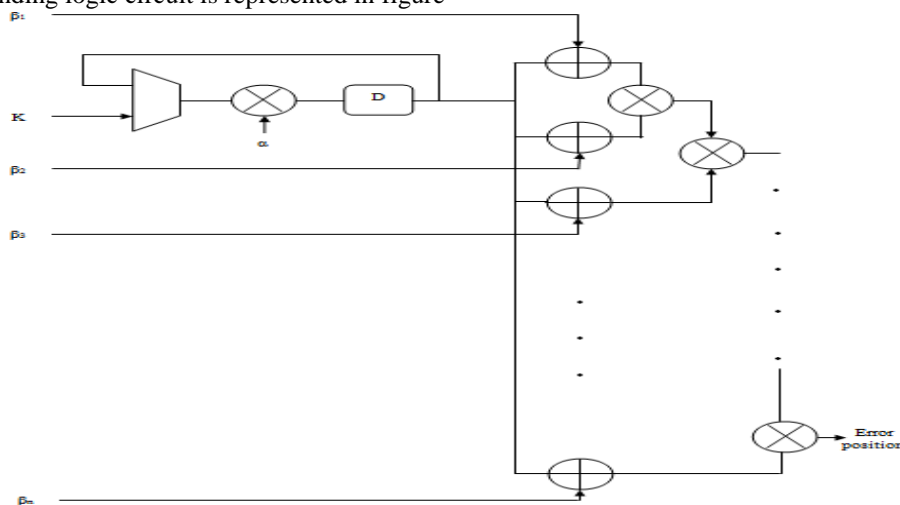 nding logic circuit is represented in figure
β₁
D
K
α
β₂
β₃
Error
position
βₙ